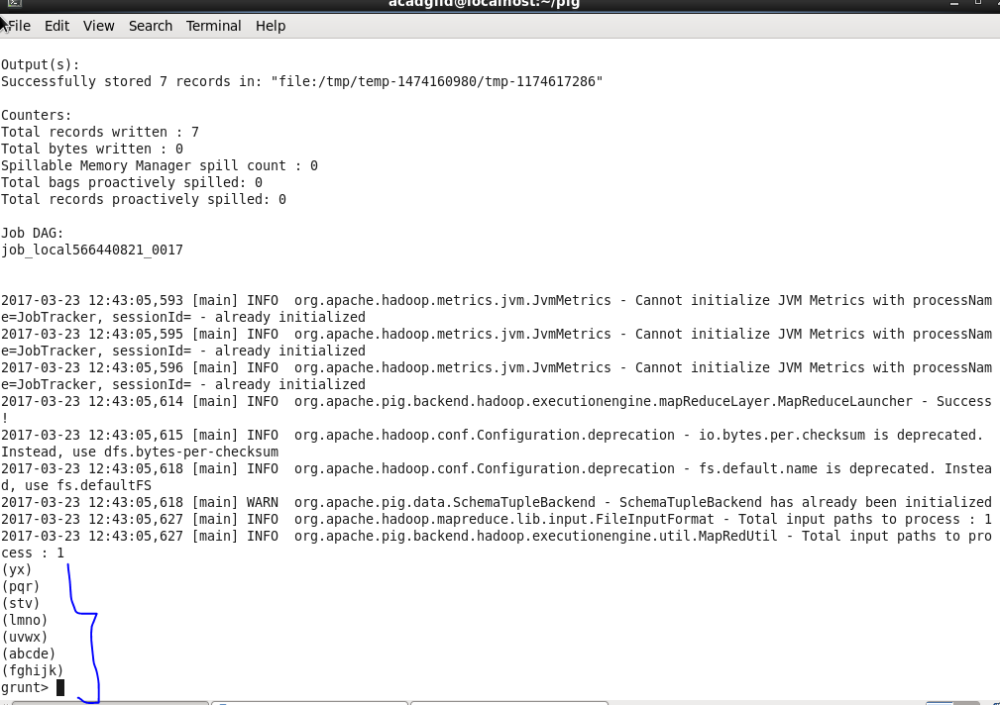 acadgild@localhost:~/pig
File Edit View Search Terminal Help
Output(s):
Successfully stored 7 records in: "file:/tmp/temp-1474160980/tmp-1174617286"
Counters:
Total records written : 7
Total bytes written : 0
Spillable Memory Manager spill count : 0
Total bags proactively spilled: 0
Total records proactively spilled: 0
Job DAG:
job_local566440821_0017
2017-03-23 12:43:05,593 [main] INFO  org.apache.hadoop.metrics.jvm.JvmMetrics - Cannot initialize JVM Metrics with processNam
e=JobTracker, sessionId= - already initialized
2017-03-23 12:43:05,595 [main] INFO  org.apache.hadoop.metrics.jvm.JvmMetrics - Cannot initialize JVM Metrics with processNam
e=JobTracker, sessionId= - already initialized
2017-03-23 12:43:05,596 [main] INFO  org.apache.hadoop.metrics.jvm.JvmMetrics - Cannot initialize JVM Metrics with processNam
e=JobTracker, sessionId= - already initialized
2017-03-23 12:43:05,614 [main] INFO  org.apache.pig.backend.hadoop.executionengine.mapReduceLayer.MapReduceLauncher - Success
!
2017-03-23 12:43:05,615 [main] INFO  org.apache.hadoop.conf.Configuration.deprecation - io.bytes.per.checksum is deprecated.
Instead, use dfs.bytes-per-checksum
2017-03-23 12:43:05,618 [main] INFO  org.apache.hadoop.conf.Configuration.deprecation - fs.default.name is deprecated. Instea
d, use fs.defaultFS
2017-03-23 12:43:05,618 [main] WARN  org.apache.pig.data.SchemaTupleBackend - SchemaTupleBackend has already been initialized
2017-03-23 12:43:05,627 [main] INFO  org.apache.hadoop.mapreduce.lib.input.FileInputFormat - Total input paths to process : 1
2017-03-23 12:43:05,627 [main] INFO  org.apache.pig.backend.hadoop.executionengine.util.MapRedUtil - Total input paths to pro
cess : 1
(yx)
(pqr)
(stv)
(lmno)
(uvwx)
(abcde)
(fghijk)
grunt>